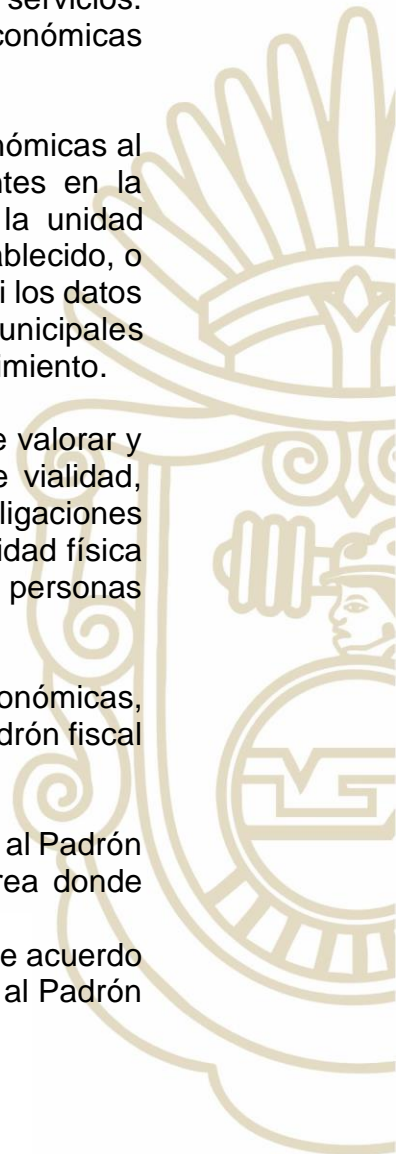 servicios.
conómicas
nómicas al
ntes en la
la unidad
ablecido, o
i los datos
unicipales
imiento.
e valorar y
e vialidad,
ligaciones
idad física
personas
onómicas,
drón fiscal
al Padrón
rea donde
e acuerdo
al Padrón